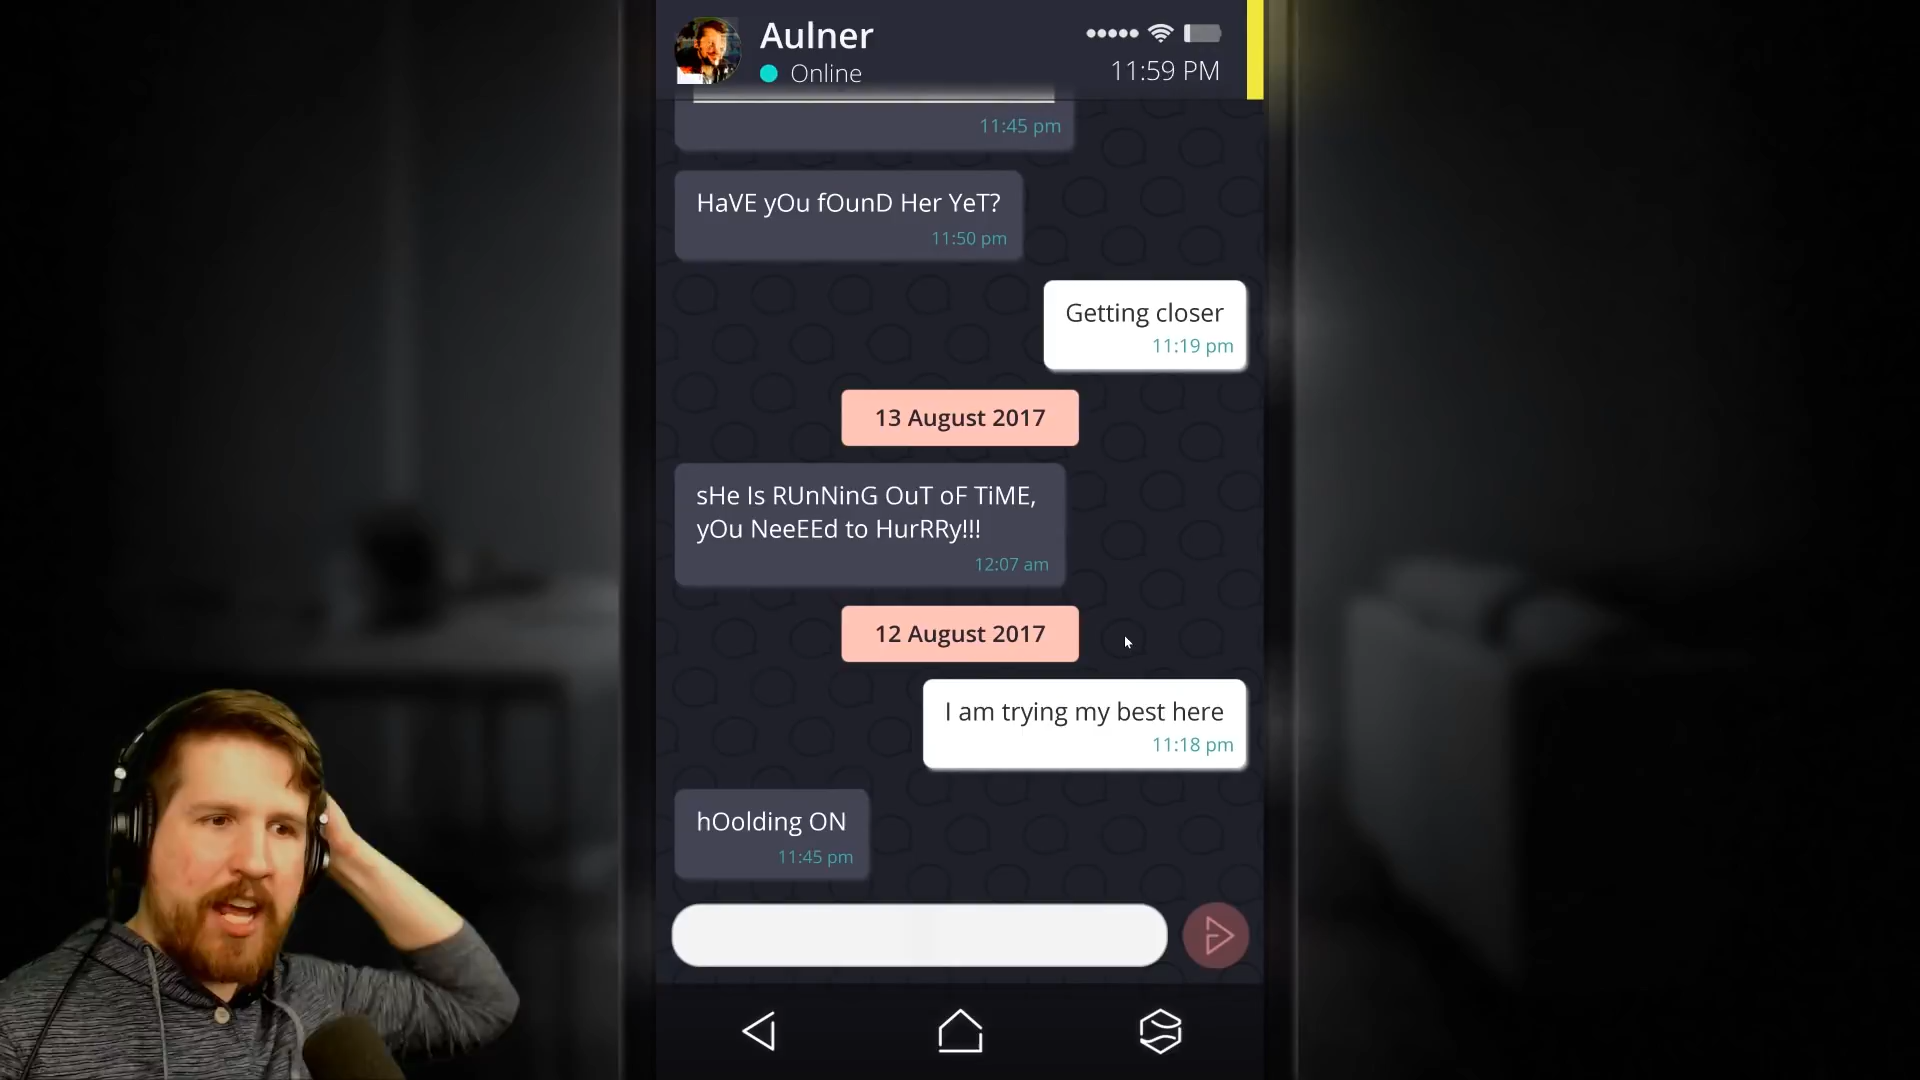 Aulner
Online
11:59 PM
11:45 pm
HaVE yOu fOunD Her YeT?
11:50 pm
Getting closer
11:19 pm
13 August 2017
sHe Is RUnNinG OuT oF TiME,
yOu NeeEEd to HurRRy!!!
12:07 am
12 August 2017
I am trying my best here
11:18 pm
hOolding ON
11:45 pm